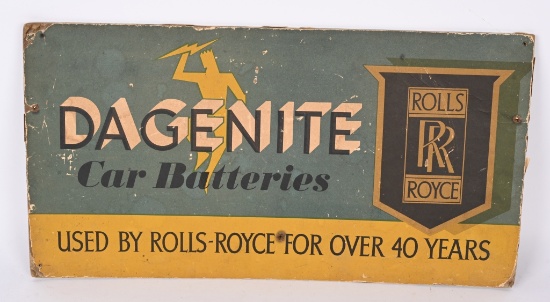 DAGENITE
Car Batteries
ROLLS
RR
ROYCE
USED BY ROLLS-ROYCE FOR OVER 40 YEARS